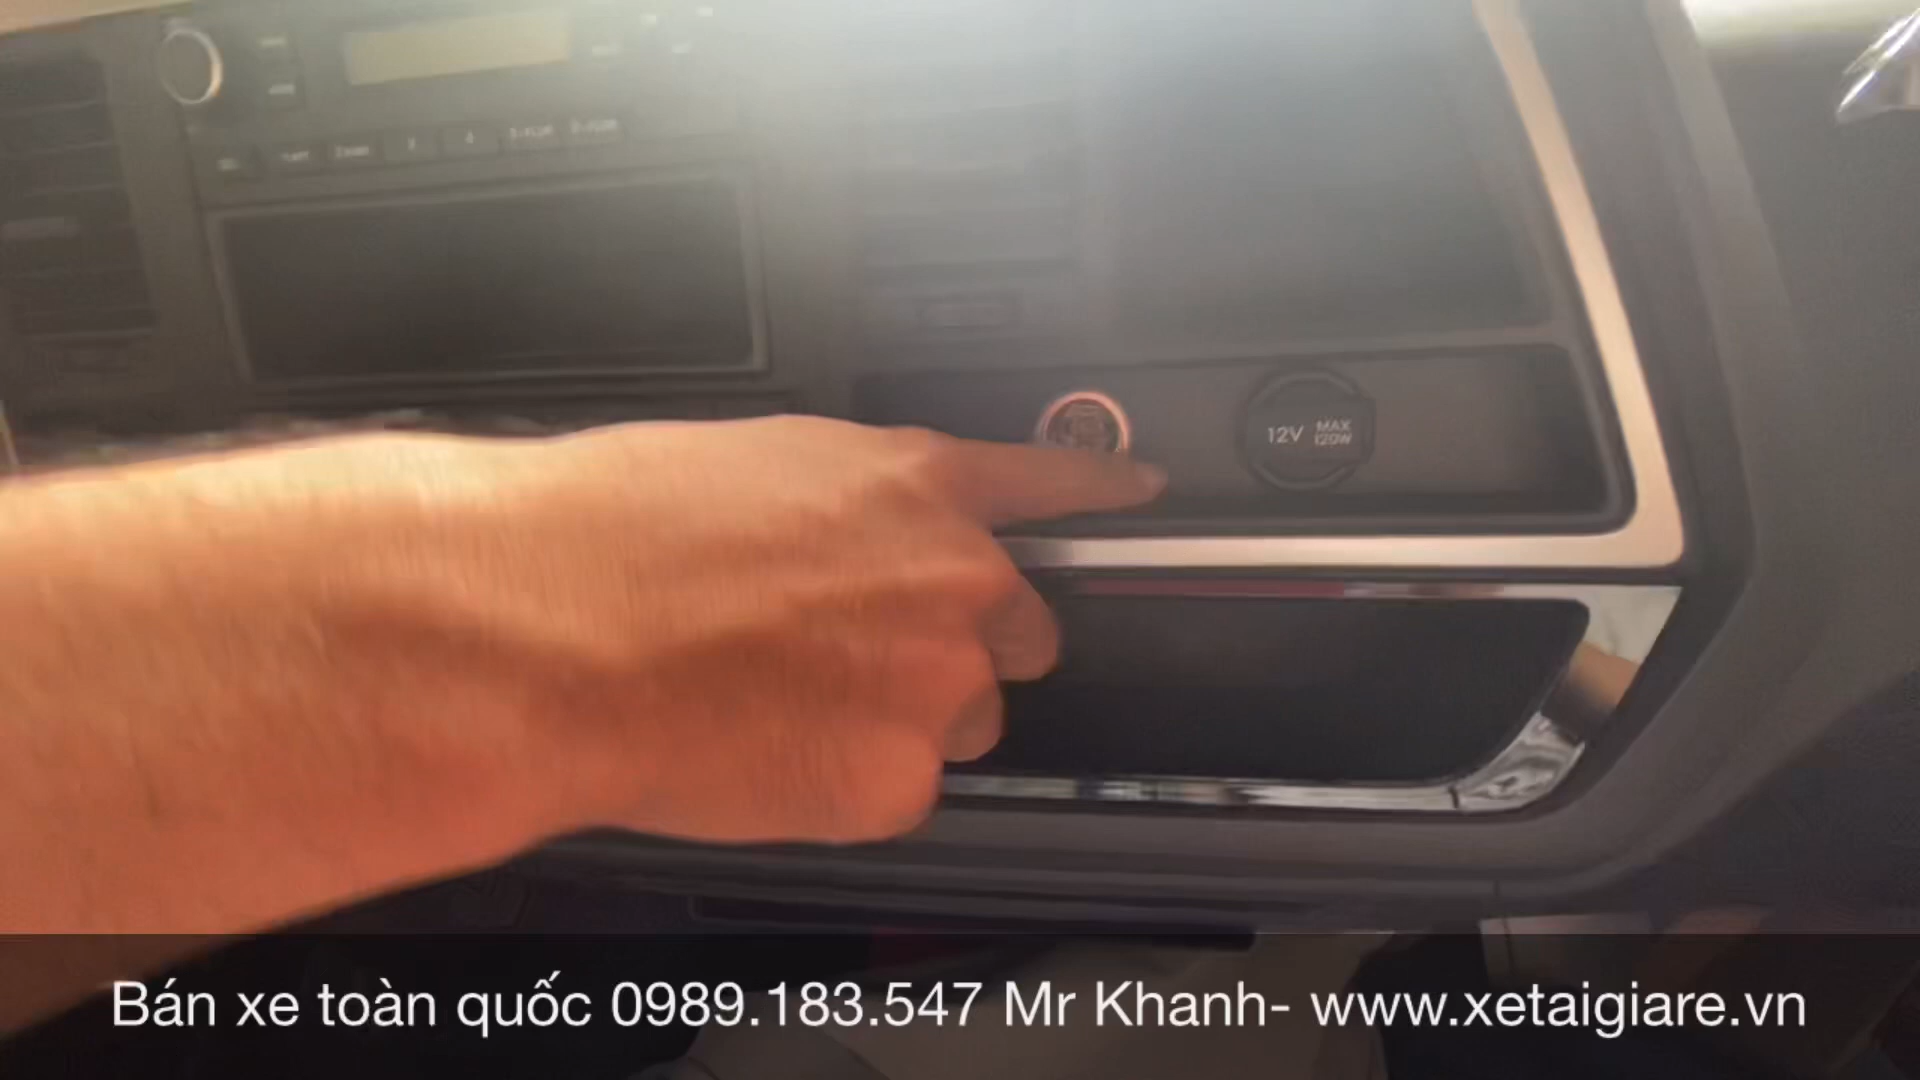 12V MAX
120W
Bán xe toàn quốc 0989.183.547 Mr Khanh- www.xetaigiare.vn